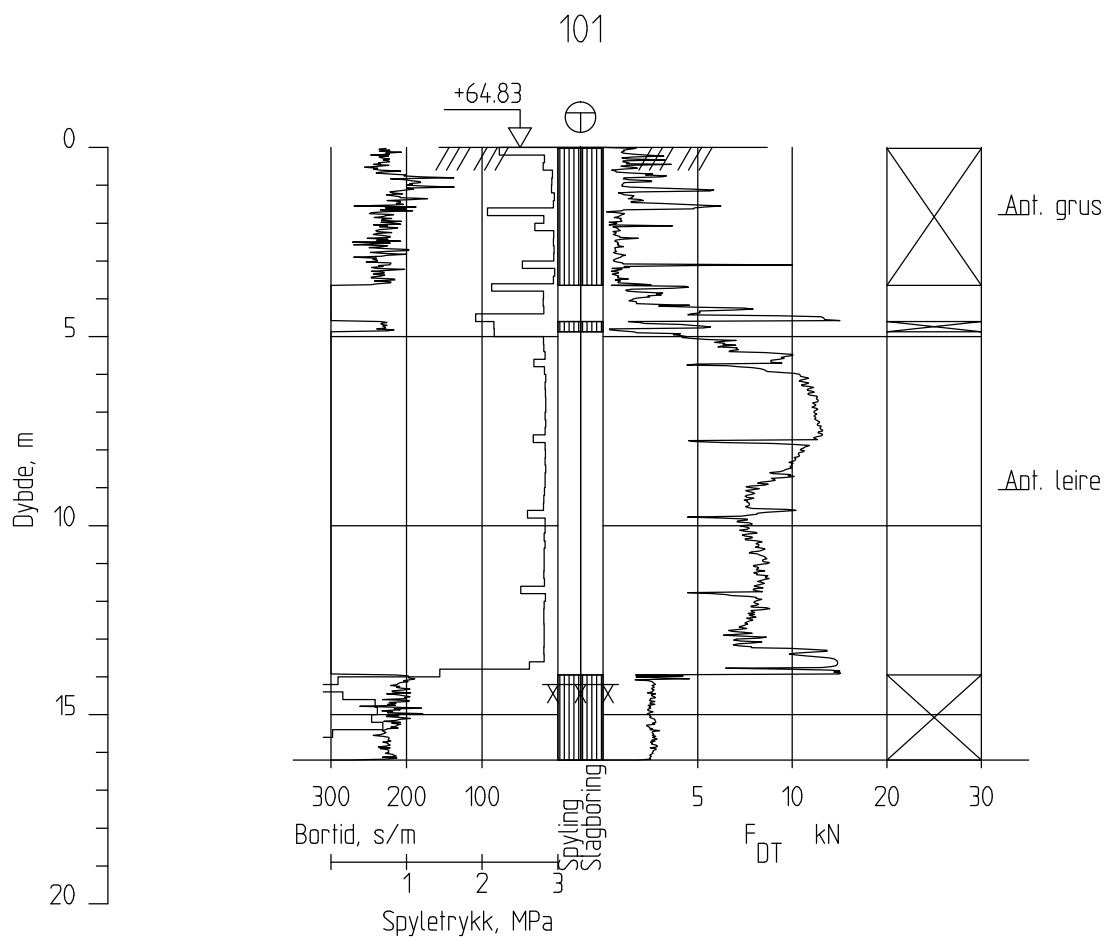 101
+64.83
0
Ant. grus
5
Ant. leire
Dybde, m
10
15
300 200 100 5 10 20 30
Spyling
Slagboring
Bortid, s/m
F DT kN
1 2 3
20
Spyletrykk, MPa